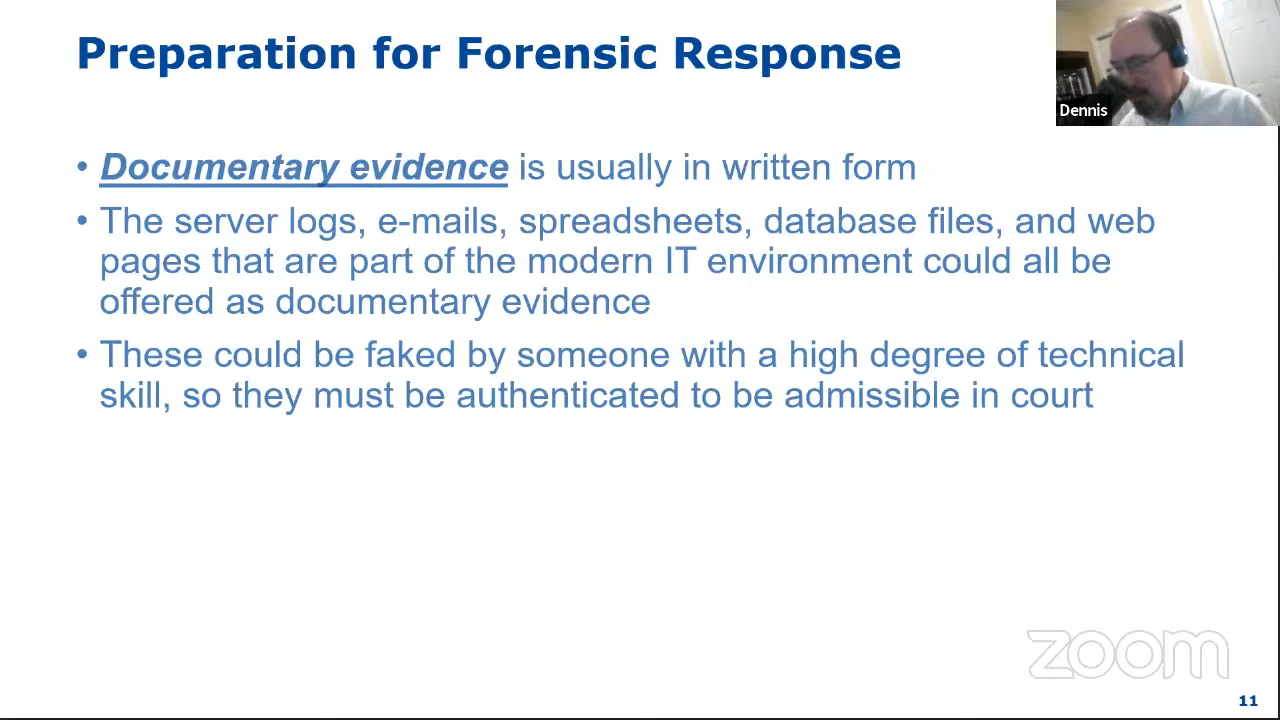 Preparation for Forensic Response
Dennis
• Documentary evidence is usually in written form
• The server logs, e-mails, spreadsheets, database files, and web
pages that are part of the modern IT environment could all be
offered as documentary evidence
• These could be faked by someone with a high degree of technical
skill, so they must be authenticated to be admissible in court
zoom
11